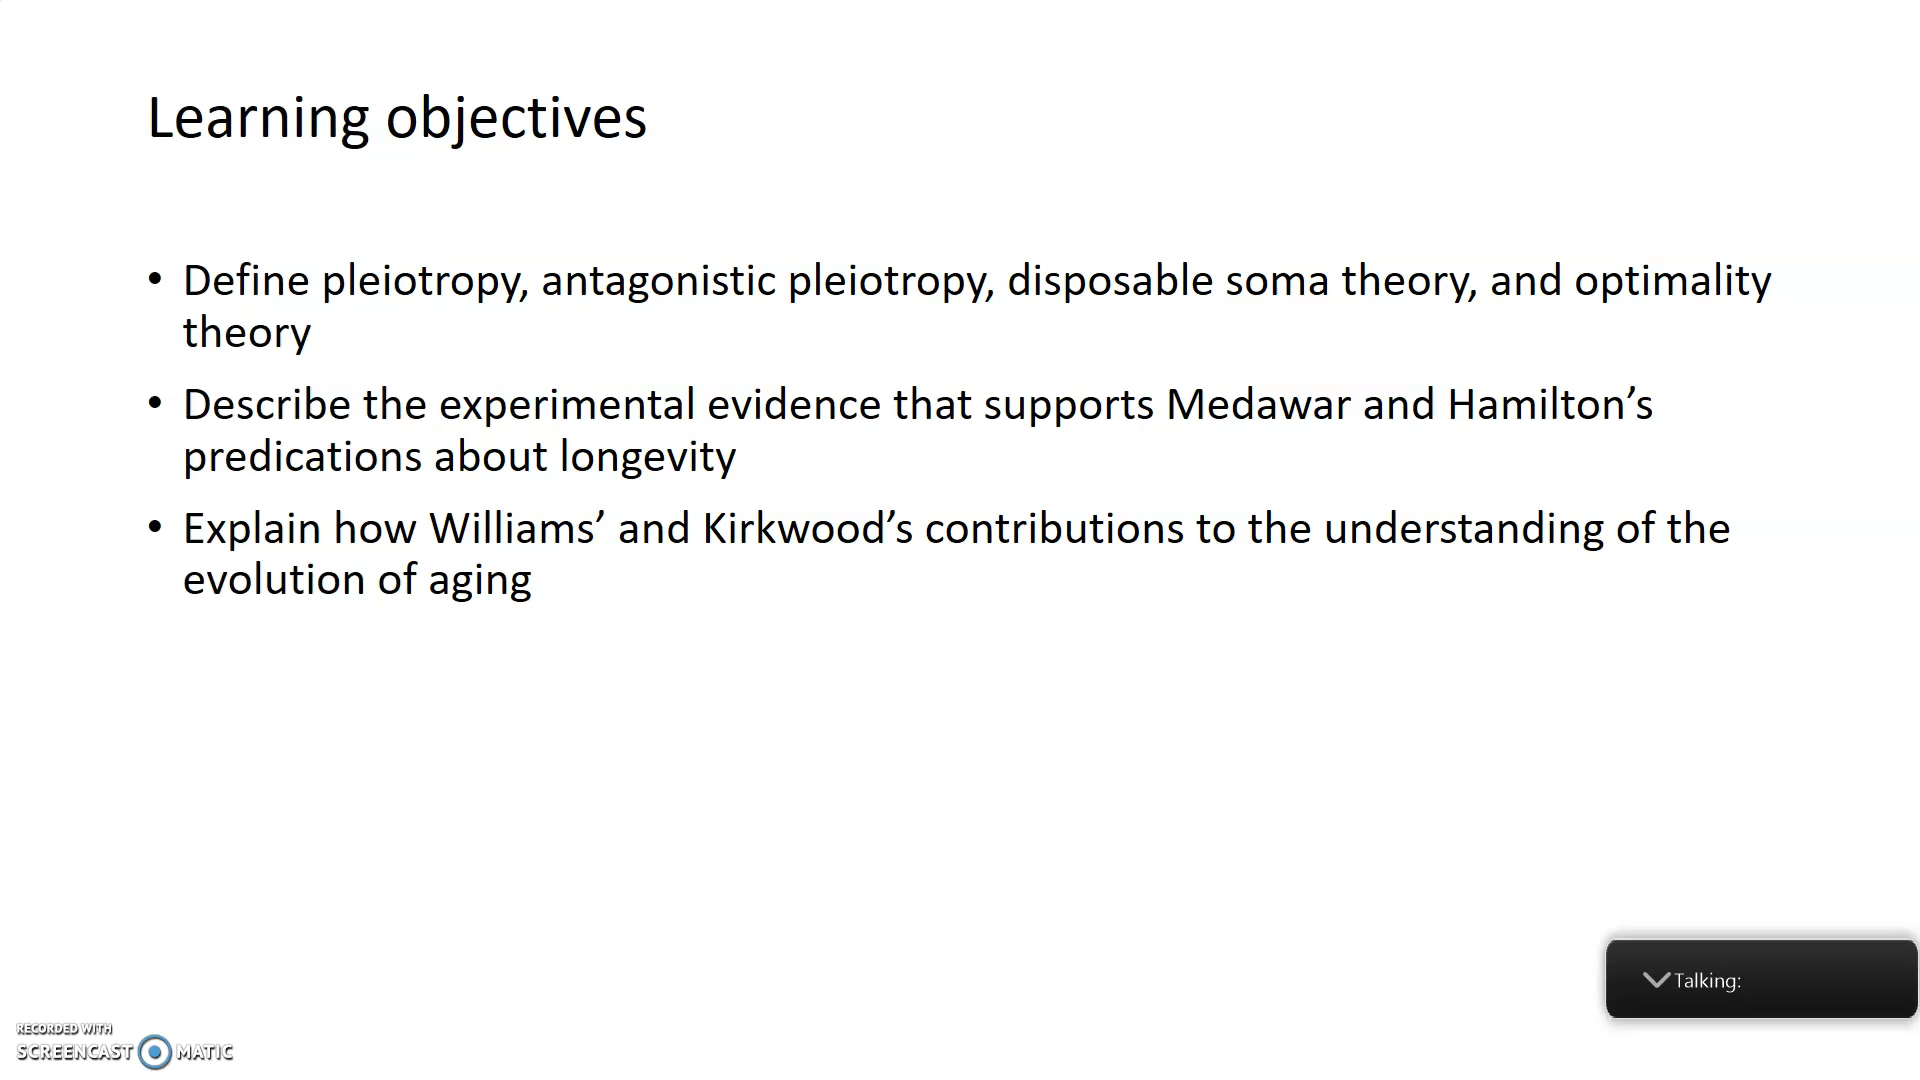 Learning objectives
• Define pleiotropy, antagonistic pleiotropy, disposable soma theory, and optimality
theory
• Describe the experimental evidence that supports Medawar and Hamilton’s
predications about longevity
• Explain how Williams’ and Kirkwood’s contributions to the understanding of the
evolution of aging
Talking:
RECORDED WITH
SCREENCAST MATIC